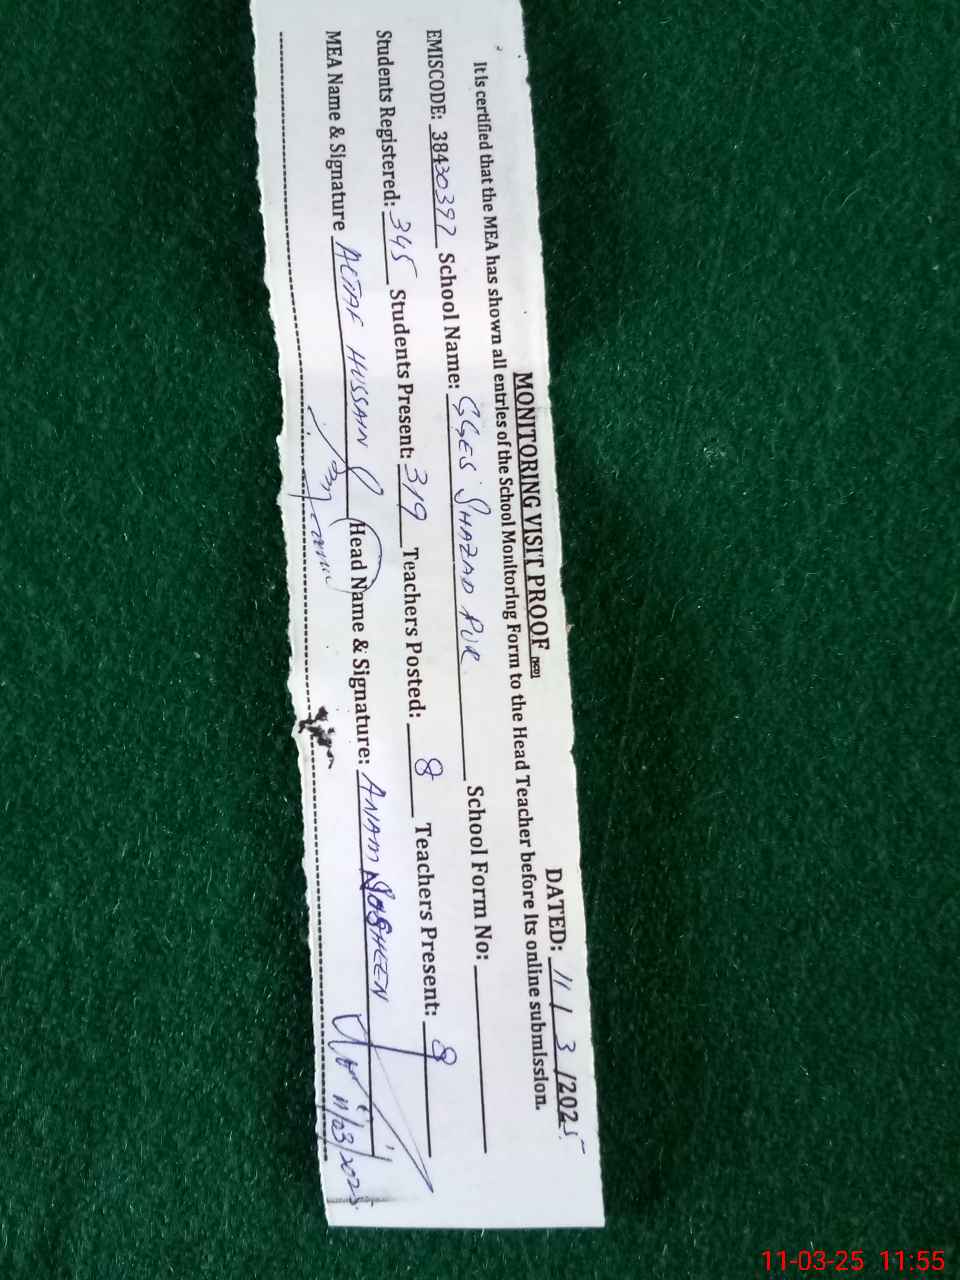 MONITORING VISIT PROOF
DATED: 11 / 3 /2025
It is certified that the MEA has shown all entries of the School Monitoring Form to the Head Teacher before its online submission.
EMISCODE: 38430397 School Name: GGES SHAZAD PUR School Form No:
Students Registered: 345 Students Present: 319 Teachers Posted: 8 Teachers Present: 8
MEA Name & Signature ALTAF HUSSAIN Head Name & Signature: ANAM NOSHEEN
11/03/2025
11-03-25 11:55